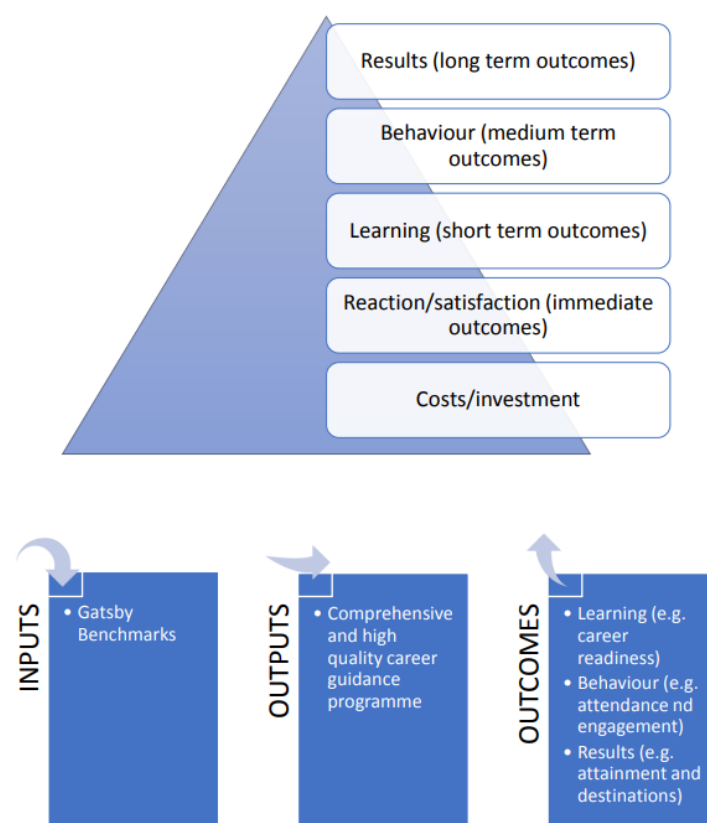 Results (long term outcomes)
Behaviour (medium term
outcomes)
Learning (short term outcomes)
Reaction/satisfaction (immediate
outcomes)
Costs/investment
INPUTS
• Gatsby
Benchmarks
OUTPUTS
• Comprehensive
and high
quality career
guidance
programme
OUTCOMES
• Learning (e.g.
career
readiness)
• Behaviour (e.g.
attendance nd
engagement)
• Results (e.g.
attainment and
destinations)